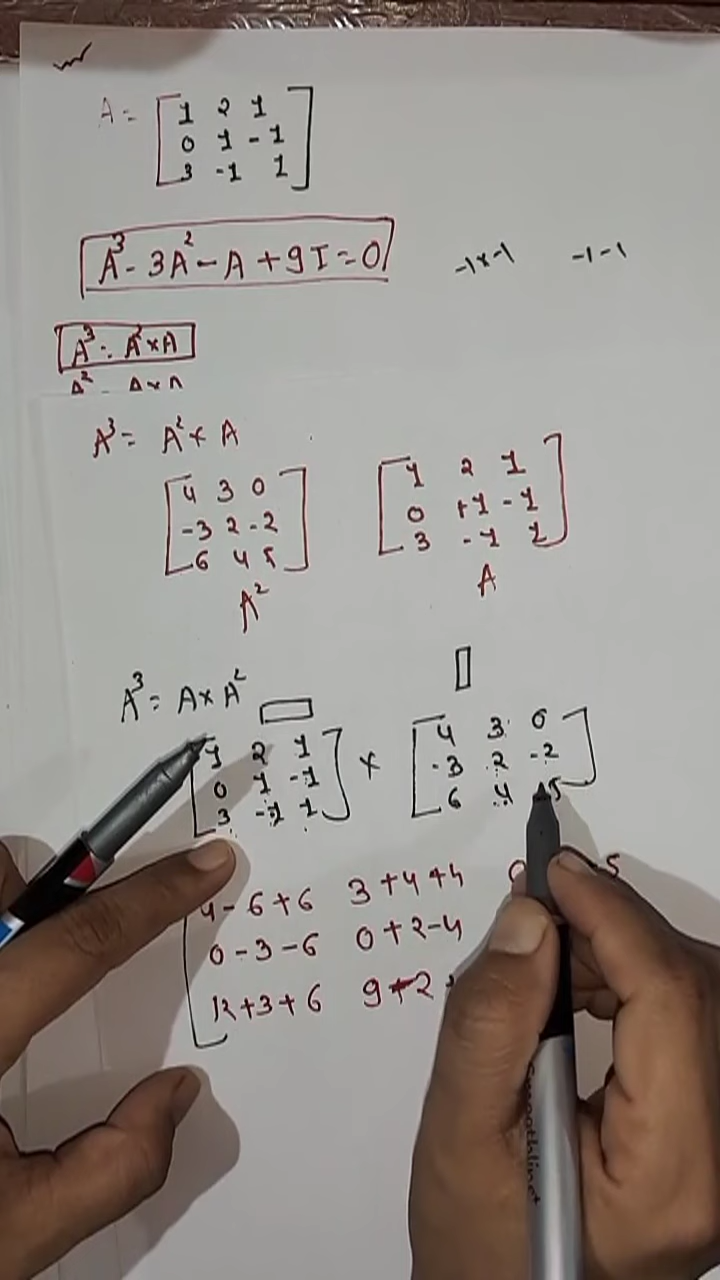 A = [ 1 2 1
0 1 -1
3 -1 1 ]
A³ - 3A² - A + 9I = 0
-1×-1 -1-1
A³ = A²×A
A² = A×A
A³ = A² × A
[ 4 3 0 [ 1 2 1
-3 2 -2 0 +1 -1
6 4 5 ] 3 -1 1 ]
A² A
A³ = A × A²
[ 1 2 1 ] × [ 4 3 0
0 1 -1 -3 2 -2
3 -1 1 ] 6 4 5 ]
4-6+6 3+4+4
0-3-6 0+2-4
12+3+6 9-2
Smoothline